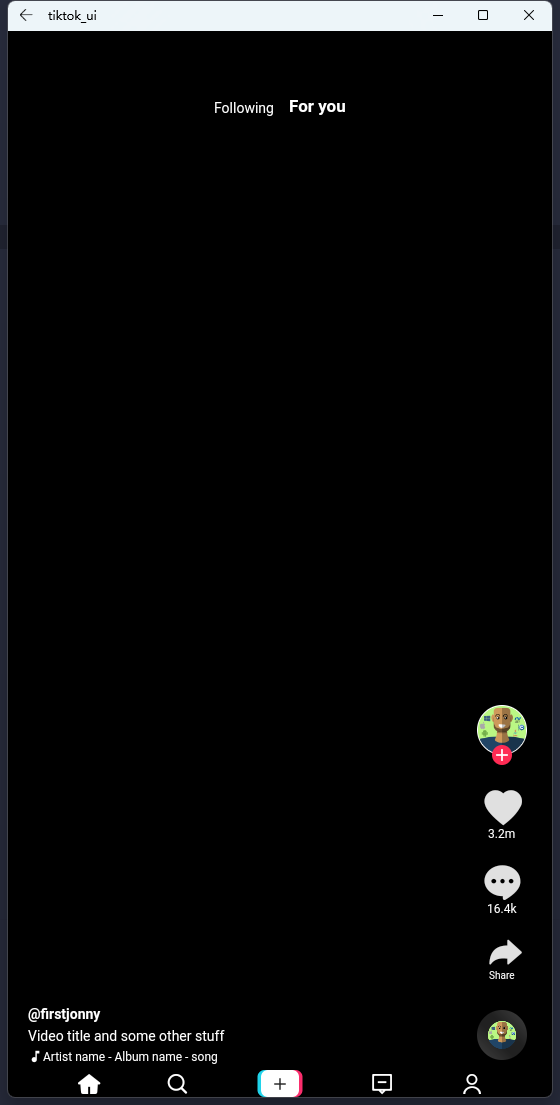 tiktok_ui
Following For you
3.2m
16.4k
Share
@firstjonny
Video title and some other stuff
Artist name - Album name - song